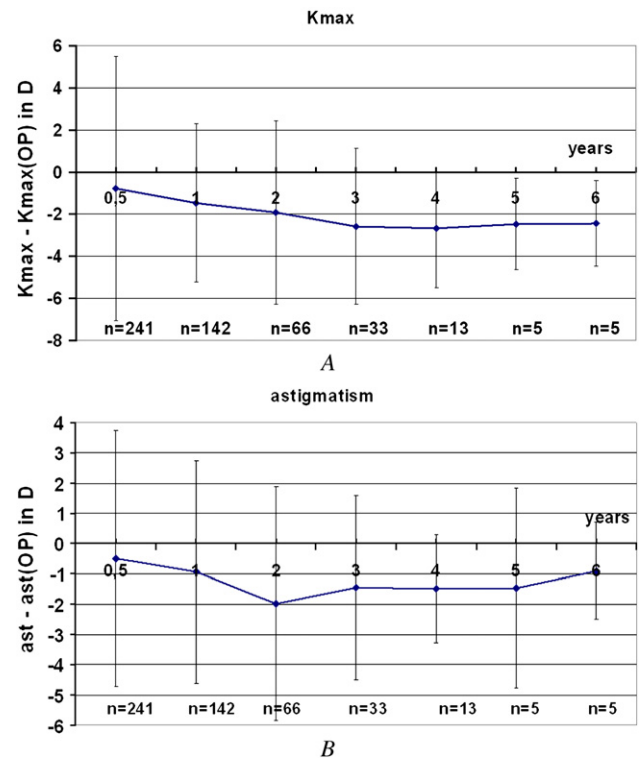 Kmax
Kmax - Kmax(OP) in D
6
4
2
0
-2
-4
-6
-8
years
0,5 1 2 3 4 5 6
n=241 n=142 n=66 n=33 n=13 n=5 n=5
A
astigmatism
ast - ast(OP) in D
4
3
2
1
0
-1
-2
-3
-4
-5
-6
years
0,5 1 2 3 4 5 6
n=241 n=142 n=66 n=33 n=13 n=5 n=5
B